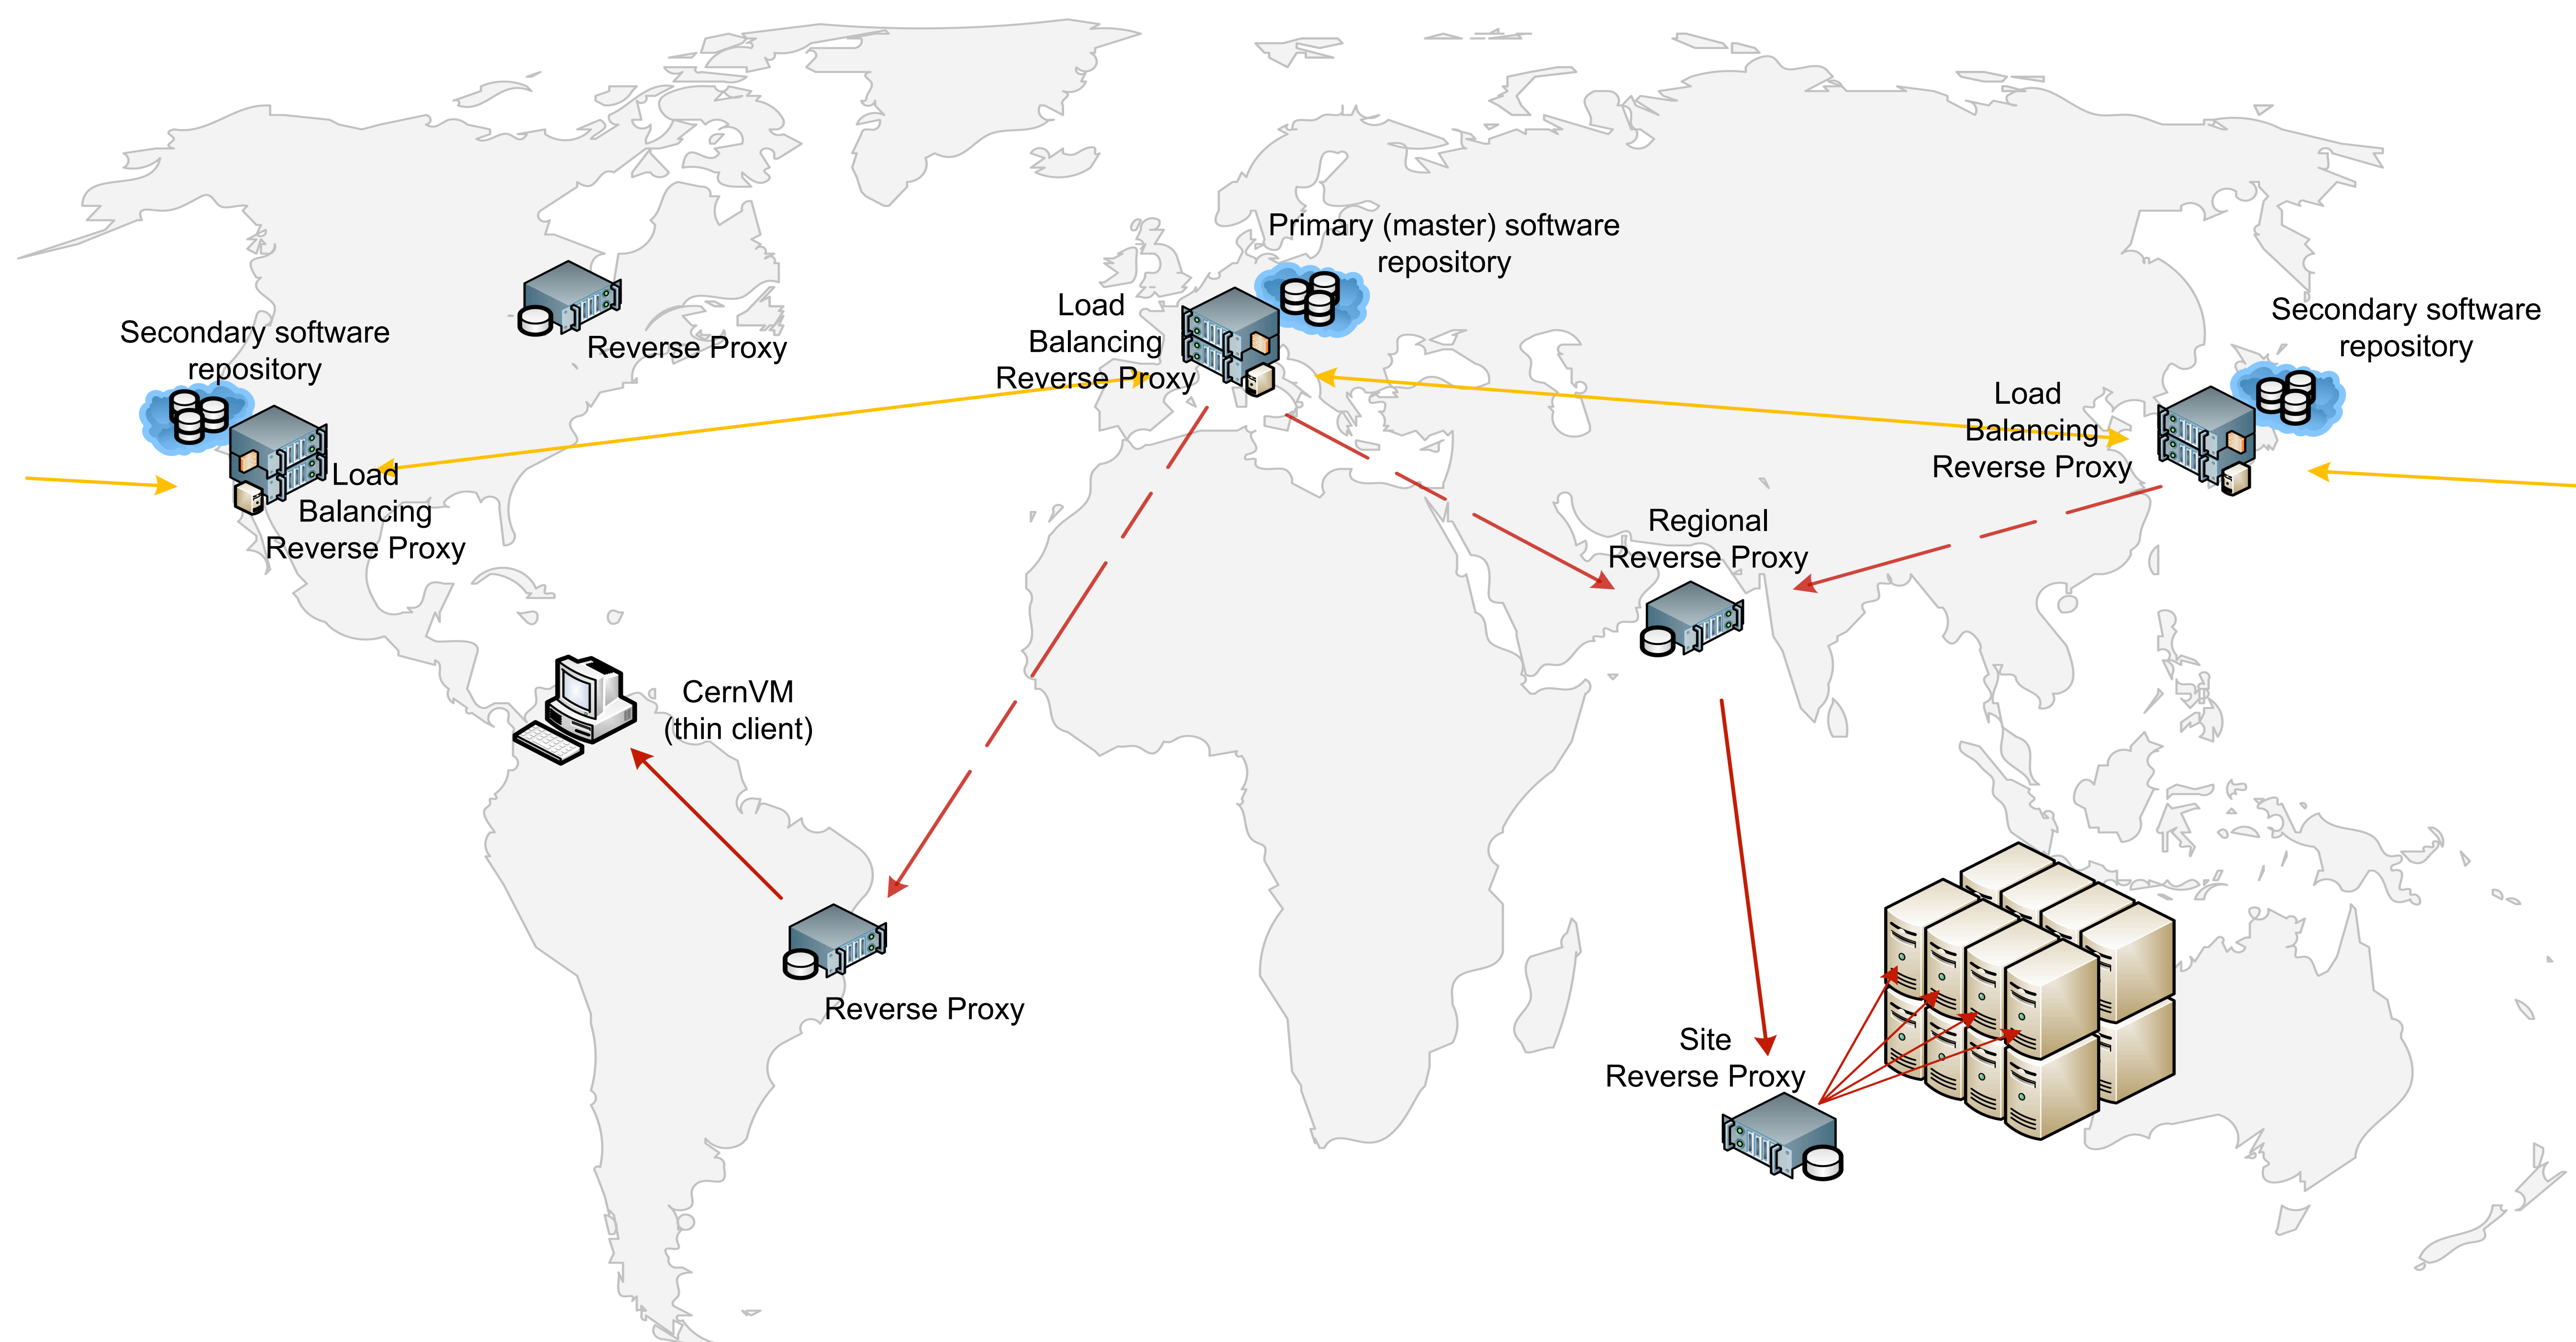 Primary (master) software
repository
Load
Balancing
Reverse Proxy
Secondary software
repository
Reverse Proxy
Secondary software
repository
Load
Balancing
Reverse Proxy
Load
Balancing
Reverse Proxy
Regional
Reverse Proxy
CernVM
(thin client)
Reverse Proxy
Site
Reverse Proxy